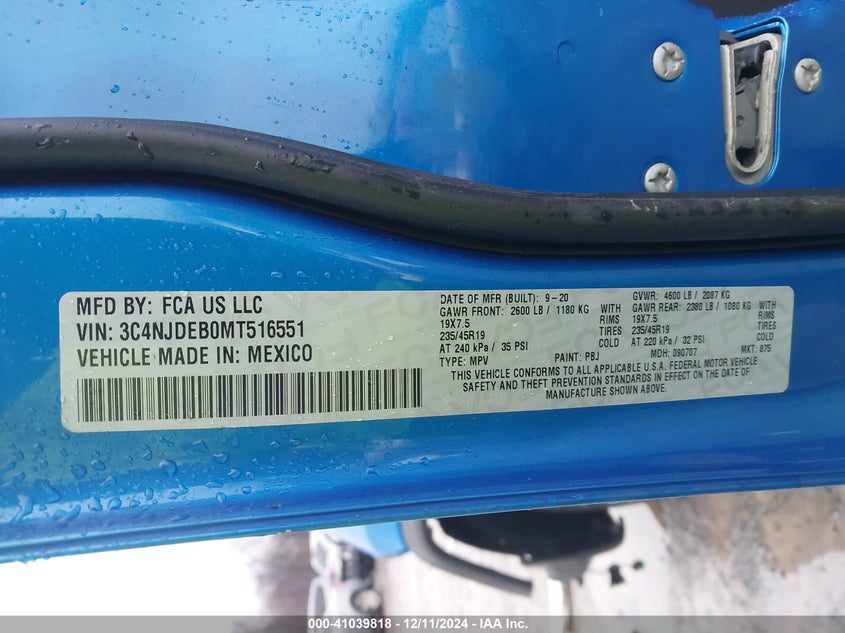 MFD BY: FCA US LLC
VIN: 3C4NJDEB0MT516551
VEHICLE MADE IN: MEXICO
DATE OF MFR (BUILT): 9-20
GAWR FRONT: 2600 LB / 1180 KG WITH
19X7.5 RIMS
235/45R19
AT 240 kPa / 35 PSI COLD
TYPE: MPV PAINT: PBJ
GVWR: 4600 LB / 2087 KG
GAWR REAR: 2380 LB / 1080 KG WITH
19X7.5 RIMS
235/45R19
AT 220 kPa / 32 PSI COLD
MDH: 090707 MKT: 875
THIS VEHICLE CONFORMS TO ALL APPLICABLE U.S.A. FEDERAL MOTOR VEHICLE
SAFETY AND THEFT PREVENTION STANDARDS IN EFFECT ON THE DATE OF
MANUFACTURE SHOWN ABOVE.
000-41039818 - 12/11/2024 - IAA Inc.